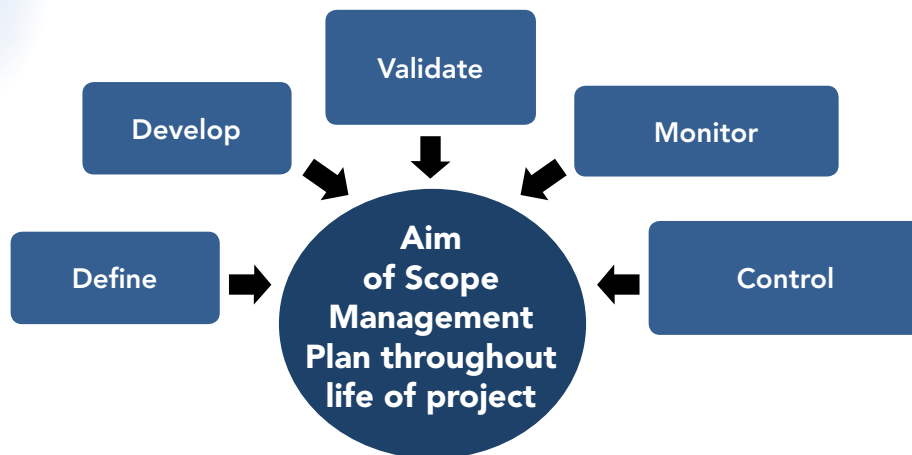 Validate
Develop
Monitor
Define
Control
Aim
of Scope
Management
Plan throughout
life of project